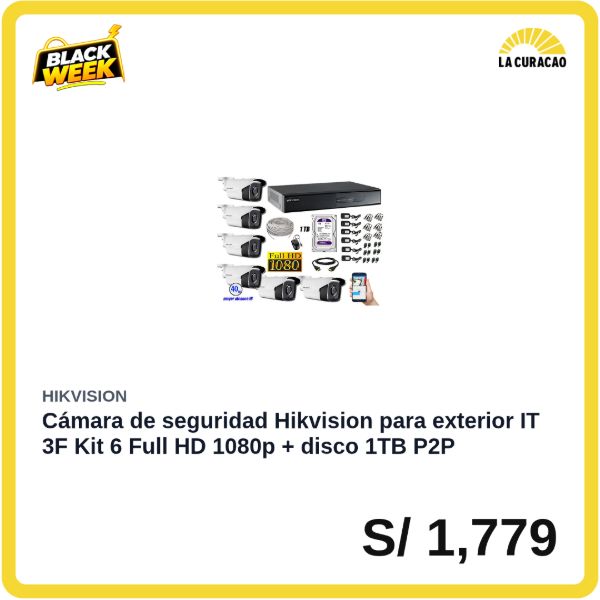 BLACK
WEEK
LA CURACAO
1 TB
Full HD
1080
40
HIKVISION
Cámara de seguridad Hikvision para exterior IT
3F Kit 6 Full HD 1080p + disco 1TB P2P
S/ 1,779